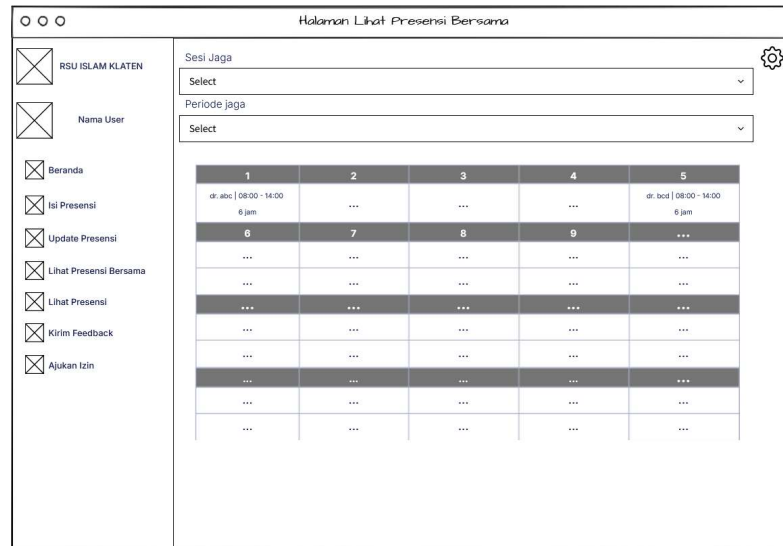 Halaman Lihat Presensi Bersama
RSU ISLAM KLATEN
Nama User
Beranda
Isi Presensi
Update Presensi
Lihat Presensi Bersama
Lihat Presensi
Kirim Feedback
Ajukan Izin
Sesi Jaga
Select
Periode jaga
Select
1 2 3 4 5
dr. abc | 08:00 - 14:00 ... ... ... dr. bcd | 08:00 - 14:00
6 jam 6 jam
6 7 8 9 ...
... ... ... ... ...
... ... ... ... ...
... ... ... ... ...
... ... ... ... ...
... ... ... ... ...
... ... ... ... ...
... ... ... ... ...
... ... ... ... ...